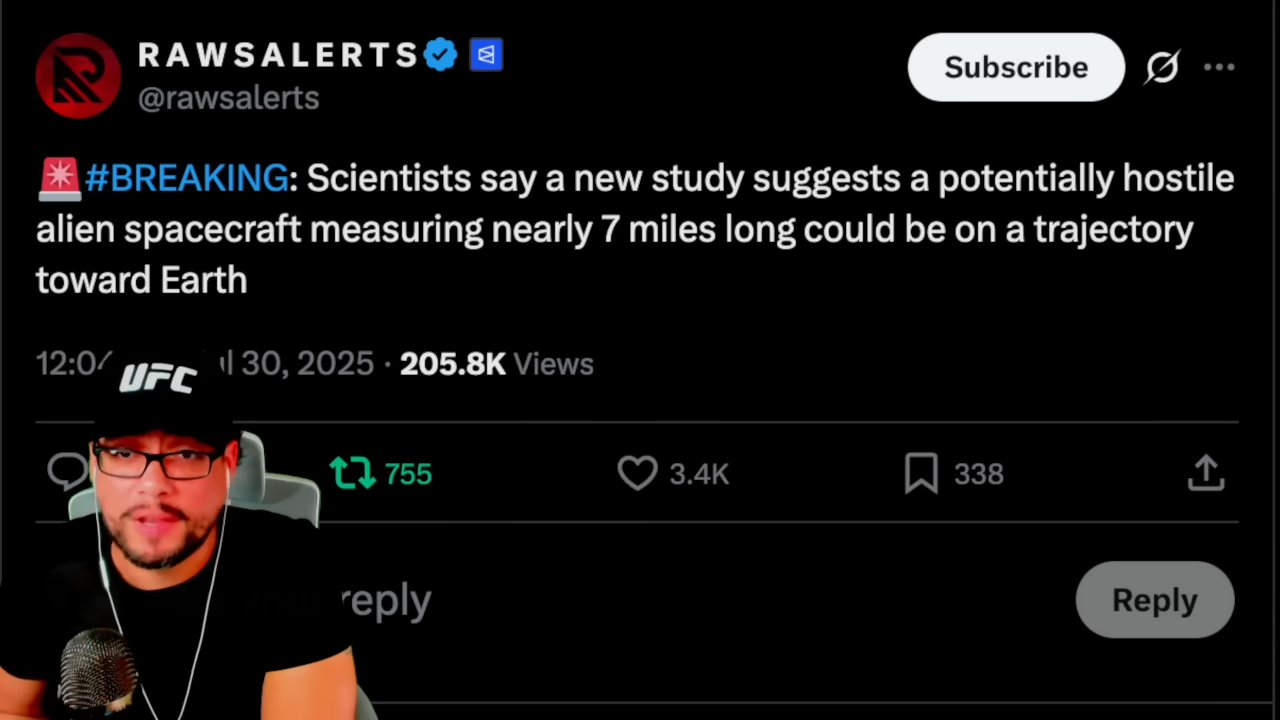 RAWSALERTS
Subscribe
@rawsalerts
#BREAKING: Scientists say a new study suggests a potentially hostile
alien spacecraft measuring nearly 7 miles long could be on a trajectory
toward Earth
30, 2025 · 205.8K Views
UFC
755
3.4K
338
reply
Reply